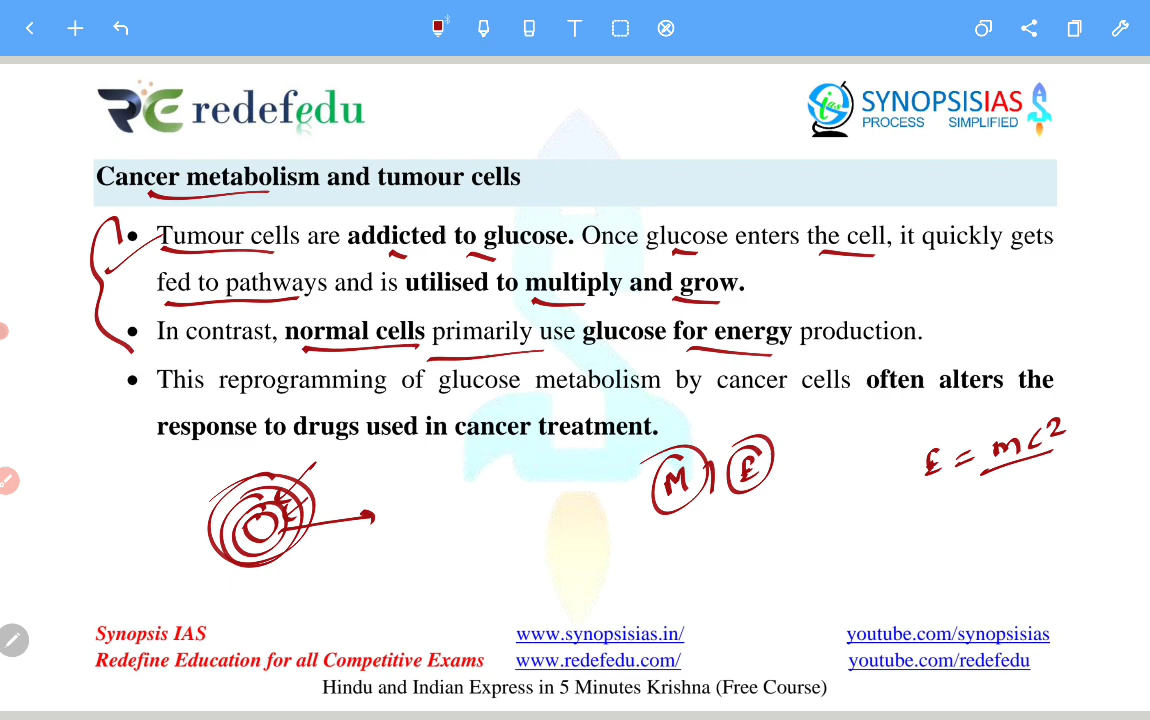 redefedu
SYNOPSISIAS
PROCESS SIMPLIFIED
Cancer metabolism and tumour cells
• Tumour cells are addicted to glucose. Once glucose enters the cell, it quickly gets
fed to pathways and is utilised to multiply and grow.
• In contrast, normal cells primarily use glucose for energy production.
• This reprogramming of glucose metabolism by cancer cells often alters the
response to drugs used in cancer treatment.
M E
E = mc²
Synopsis IAS www.synopsisias.in/ youtube.com/synopsisias
Redefine Education for all Competitive Exams www.redefedu.com/ youtube.com/redefedu
Hindu and Indian Express in 5 Minutes Krishna (Free Course)